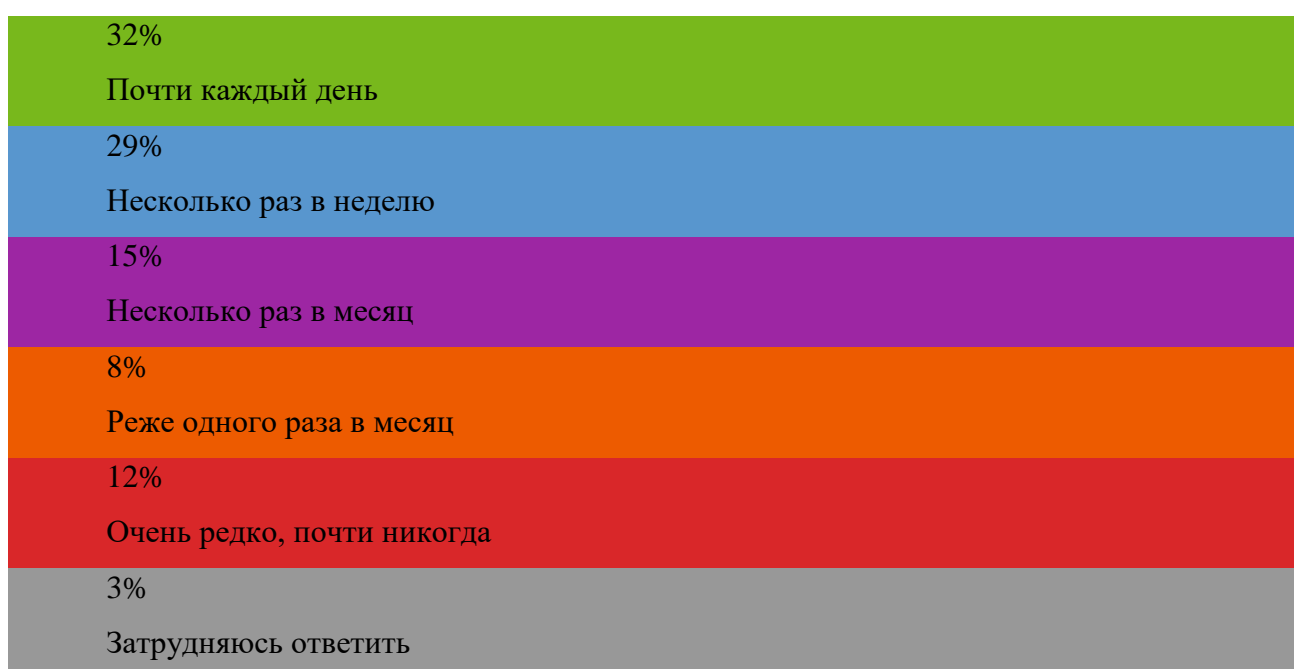 32%
Почти каждый день
29%
Несколько раз в неделю
15%
Несколько раз в месяц
8%
Реже одного раза в месяц
12%
Очень редко, почти никогда
3%
Затрудняюсь ответить